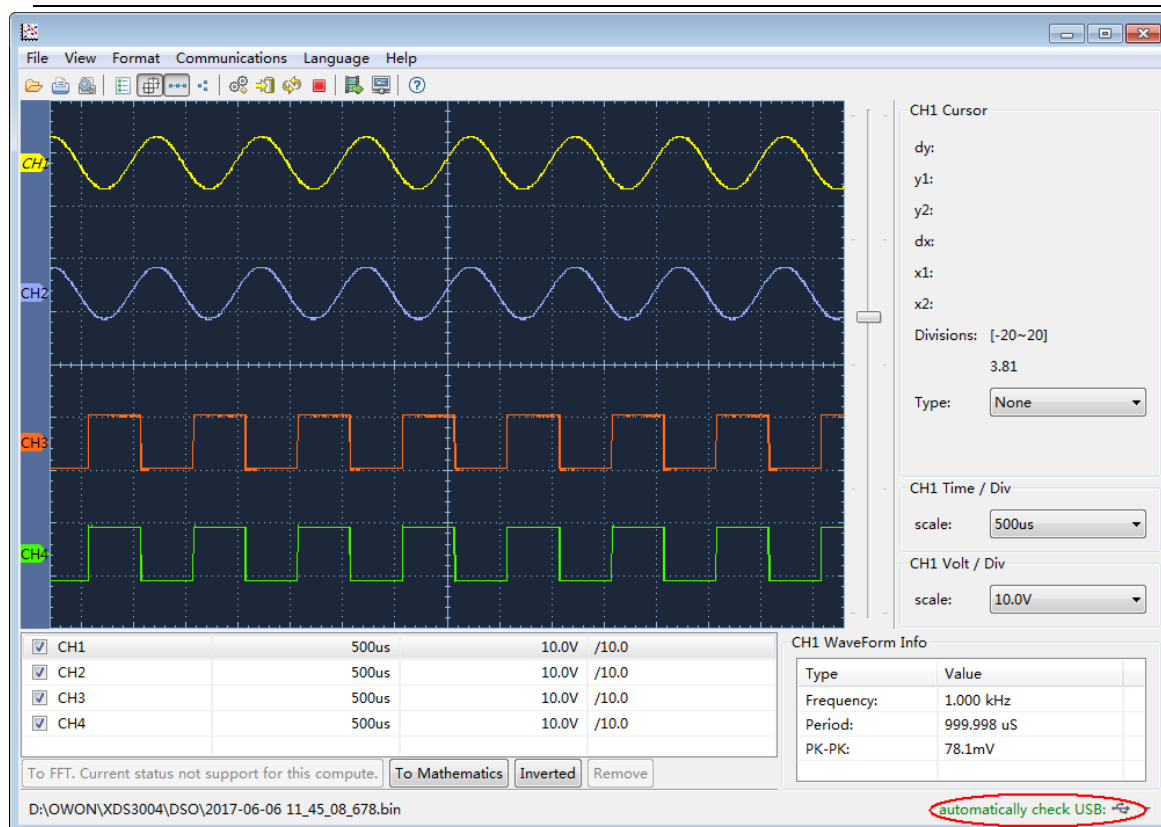 File View Format Communications Language Help
CH1
CH2
CH3
CH4
CH1 Cursor
dy:
y1:
y2:
dx:
x1:
x2:
Divisions: [-20~20]
3.81
Type: None
CH1 Time / Div
scale: 500us
CH1 Volt / Div
scale: 10.0V
CH1 500us 10.0V /10.0
CH2 500us 10.0V /10.0
CH3 500us 10.0V /10.0
CH4 500us 10.0V /10.0
To FFT. Current status not support for this compute. To Mathematics Inverted Remove
CH1 WaveForm Info
Type Value
Frequency: 1.000 kHz
Period: 999.998 uS
PK-PK: 78.1mV
D:\OWON\XDS3004\DSO\2017-06-06 11_45_08_678.bin automatically check USB: